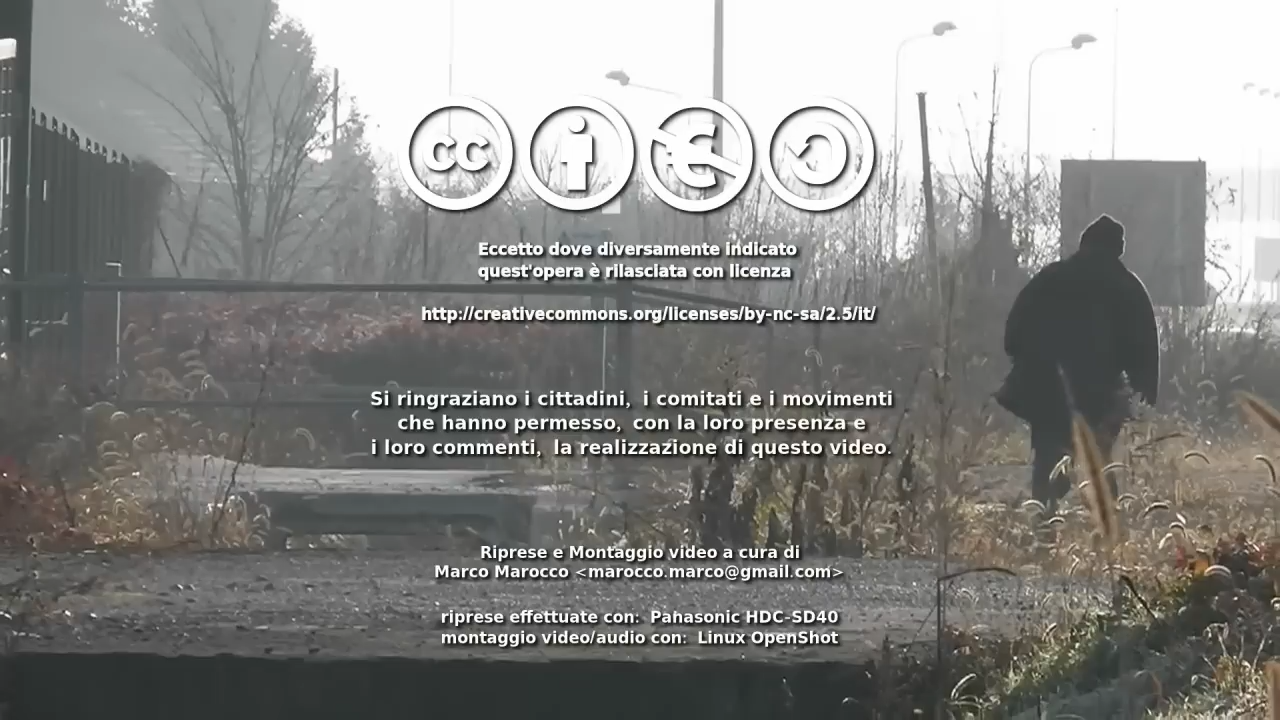 cc
Eccetto dove diversamente indicato
quest'opera è rilasciata con licenza
http://creativecommons.org/licenses/by-nc-sa/2.5/it/
Si ringraziano i cittadini, i comitati e i movimenti
che hanno permesso, con la loro presenza e
i loro commenti, la realizzazione di questo video.
Riprese e Montaggio video a cura di
Marco Marocco <marocco.marco@gmail.com>
riprese effettuate con: Panasonic HDC-SD40
montaggio video/audio con: Linux OpenShot